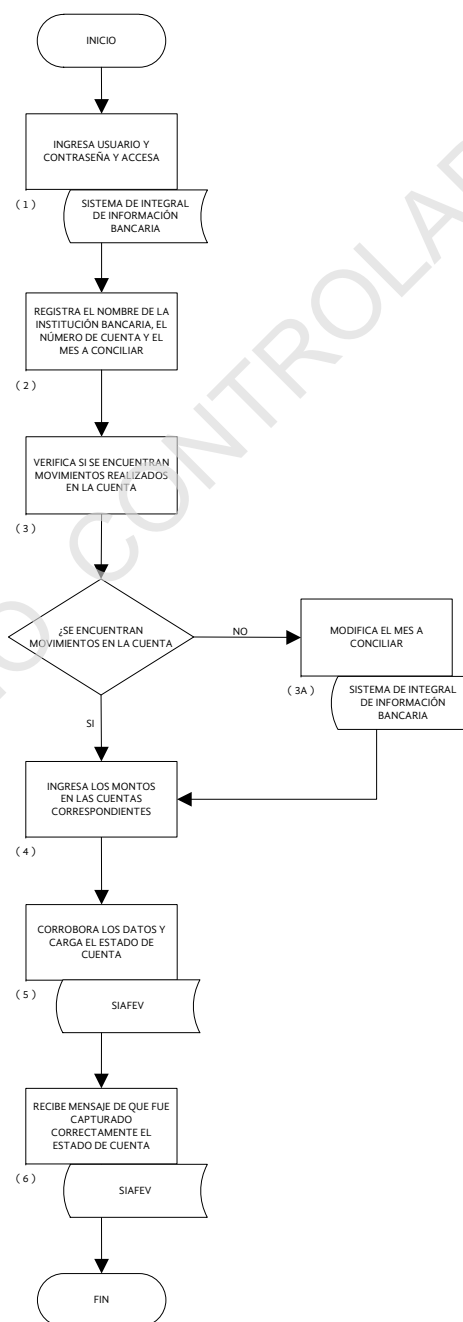 INICIO
INGRESA USUARIO Y
CONTRASEÑA Y ACCESA
( 1 )
SISTEMA DE INTEGRAL
DE INFORMACIÓN
BANCARIA
REGISTRA EL NOMBRE DE LA
INSTITUCIÓN BANCARIA, EL
NÚMERO DE CUENTA Y EL
MES A CONCILIAR
( 2 )
VERIFICA SI SE ENCUENTRAN
MOVIMIENTOS REALIZADOS
EN LA CUENTA
( 3 )
¿SE ENCUENTRAN
MOVIMIENTOS EN LA CUENTA
NO
MODIFICA EL MES A
CONCILIAR
( 3A )
SISTEMA DE INTEGRAL
DE INFORMACIÓN
BANCARIA
SI
INGRESA LOS MONTOS
EN LAS CUENTAS
CORRESPONDIENTES
( 4 )
CORROBORA LOS DATOS Y
CARGA EL ESTADO DE
CUENTA
( 5 )
SIAFEV
RECIBE MENSAJE DE QUE FUE
CAPTURADO
CORRECTAMENTE EL
ESTADO DE CUENTA
( 6 )
SIAFEV
FIN